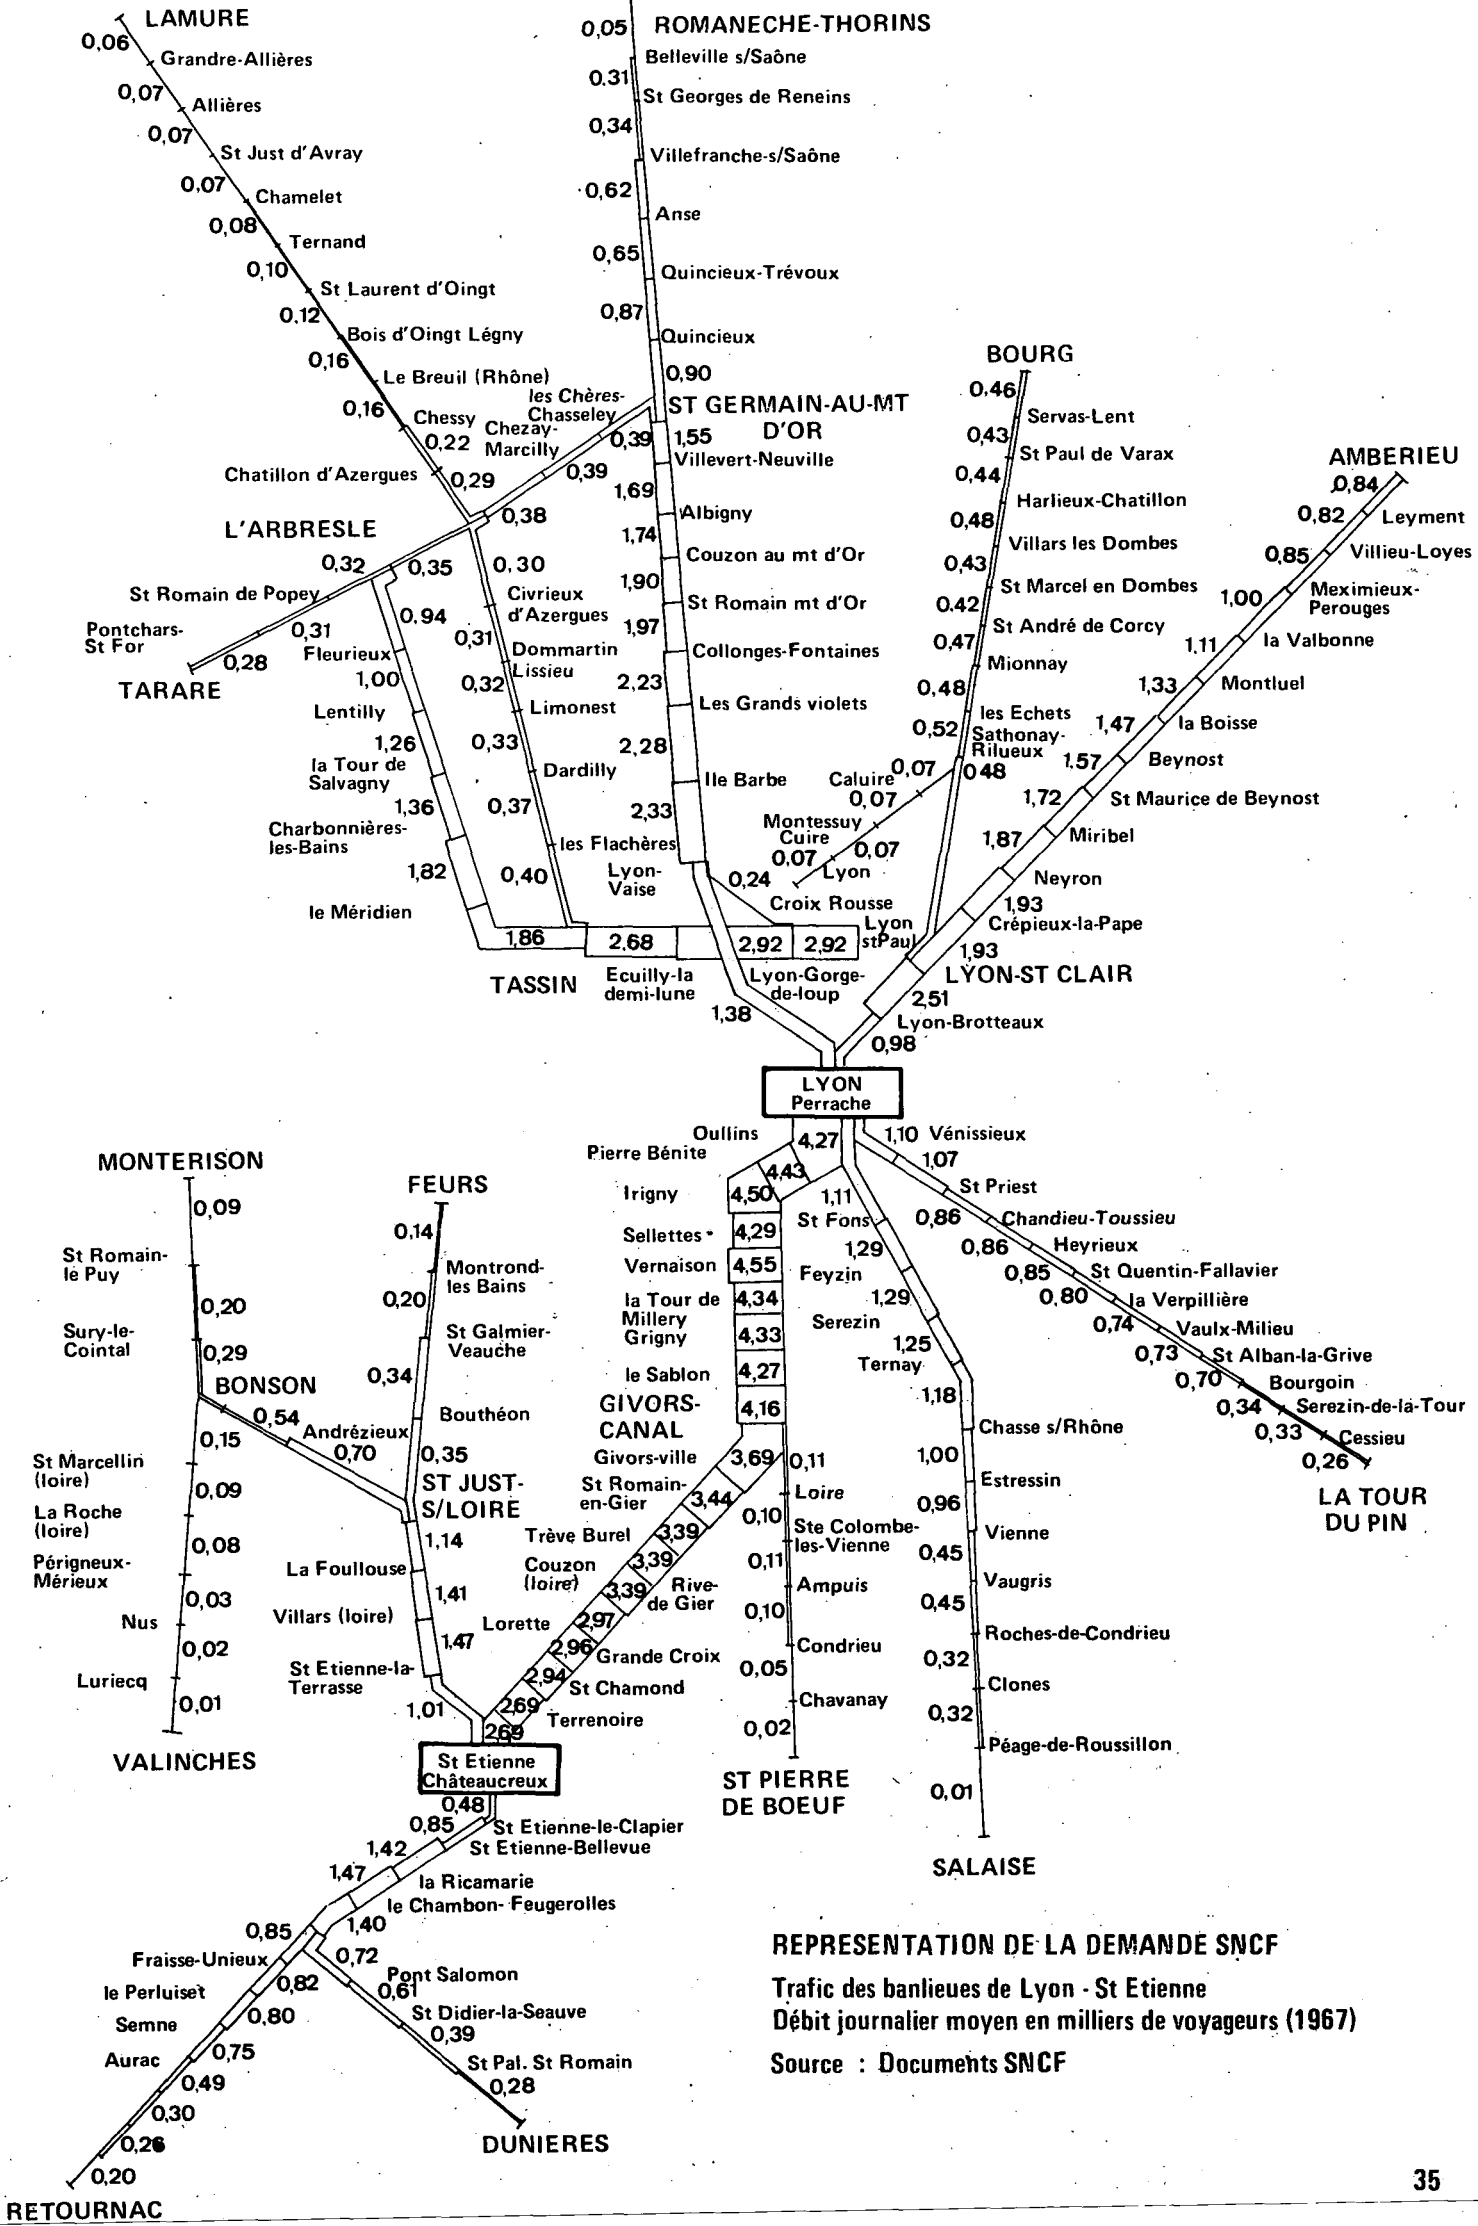 LAMURE
0,06
Grandre-Allières
0,07
Allières
0,07
St Just d'Avray
0,07
Chamelet
0,08
Ternand
0,10
St Laurent d'Oingt
0,12
Bois d'Oingt Légny
0,16
Le Breuil (Rhône)
0,16
Chessy
0,22
Chatillon d'Azergues
0,29
L'ARBRESLE
ROMANECHE-THORINS
0,05
Belleville s/Saône
0.31
St Georges de Reneins
0,34
Villefranche-s/Saône
0,62
Anse
0,65
Quincieux-Trévoux
0,87
Quincieux
0,90
ST GERMAIN-AU-MT
D'OR
les Chères-
Chasseley
0,39
Chezay-
Marcilly
0,39
0,38
1,55
Villevert-Neuville
1,69
Albigny
1,74
Couzon au mt d'Or
1,90
St Romain mt d'Or
1,97
Collonges-Fontaines
2,23
Les Grands violets
2,28
Ile Barbe
2,33
Lyon-
Vaise
0,24
1,38
0,32
0,35
St Romain de Popey
0,31
Pontchars-
St For
0,28
TARARE
0,94
Fleurieux
1,00
Lentilly
1,26
la Tour de
Salvagny
1,36
Charbonnières-
les-Bains
1,82
le Méridien
1,86
TASSIN
0,30
Civrieux
d'Azergues
0,31
Dommartin
Lissieu
0,32
Limonest
0,33
Dardilly
0,37
les Flachères
0,40
2,68
Ecuilly-la
demi-lune
2,92
Lyon-Gorge-
de-loup
2,92
Lyon
st Paul
BOURG
0,46
Servas-Lent
0,43
St Paul de Varax
0,44
Harlieux-Chatillon
0,48
Villars les Dombes
0,43
St Marcel en Dombes
0.42
St André de Corcy
0,47
Mionnay
0,48
les Echets
0,52
Sathonay-
Rilueux
0,07
0,48
Caluire
0,07
Montessuy
Cuire
0,07
0,07
Lyon
Croix Rousse
AMBERIEU
0,84
Leyment
0,82
Villieu-Loyes
0,85
Meximieux-
Perouges
1,00
la Valbonne
1,11
Montluel
1,33
la Boisse
1,47
Beynost
1.57
St Maurice de Beynost
1,72
Miribel
1,87
Neyron
1,93
Crépieux-la-Pape
1,93
LYON-ST CLAIR
2,51
Lyon-Brotteaux
0,98
LYON
Perrache
Oullins
4,27
Pierre Bénite
4,43
Irigny
4,50
Sellettes
4,29
Vernaison
4,55
la Tour de
Millery
4,34
Grigny
4,33
le Sablon
4,27
GIVORS-
CANAL
4,16
Givors-ville
3,69
St Romain-
en-Gier
3,44
Trève Burel
3,39
Couzon
(loire)
3,39
Rive-
de Gier
3,39
Lorette
2,97
Grande Croix
2,96
St Chamond
2,94
Terrenoire
2,69
2,69
0,11
Loire
0,10
Ste Colombe-
les-Vienne
0,11
Ampuis
0,10
Condrieu
0,05
Chavanay
0,02
ST PIERRE
DE BOEUF
1,11
St Fons
1,29
Feyzin
1,29
Serezin
1,25
Ternay
1,18
Chasse s/Rhône
1,00
Estressin
0,96
Vienne
0,45
Vaugris
0,45
Roches-de-Condrieu
0,32
Clones
0,32
Péage-de-Roussillon
0,01
SALAISE
1,10
Vénissieux
1,07
St Priest
0,86
Chandieu-Toussieu
0,86
Heyrieux
0,85
St Quentin-Fallavier
0,80
la Verpillière
0,74
Vaulx-Milieu
0,73
St Alban-la-Grive
0,70
Bourgoin
0,34
Serezin-de-la-Tour
0,33
Cessieu
0,26
LA TOUR
DU PIN
MONTERISON
0,09
St Romain-
le Puy
0,20
Sury-le-
Cointal
0,29
BONSON
0,54
Andrézieux
0,70
0,15
St Marcellin
(loire)
0,09
La Roche
(loire)
0,08
Périgneux-
Mérieux
0,03
Nus
0,02
Luriecq
0,01
VALINCHES
FEURS
0,14
Montrond-
les Bains
0,20
St Galmier-
Veauche
0,34
Bouthéon
0,35
ST JUST-
S/LOIRE
1,14
La Foullouse
1,41
Villars (loire)
1,47
St Etienne-la-
Terrasse
1,01
St Etienne
Châteaucreux
0,48
St Etienne-le-Clapier
0,85
St Etienne-Bellevue
1,42
la Ricamarie
1,47
le Chambon- Feugerolles
1,40
0,85
Fraisse-Unieux
0,82
le Perluiset
0,80
Semne
0,75
Aurac
0,49
0,30
0,26
0,20
RETOURNAC
0,72
Pont Salomon
0,61
St Didier-la-Seauve
0,39
St Pal. St Romain
0,28
DUNIERES
REPRESENTATION DE LA DEMANDE SNCF
Trafic des banlieues de Lyon - St Etienne
Débit journalier moyen en milliers de voyageurs (1967)
Source : Documents SNCF
35